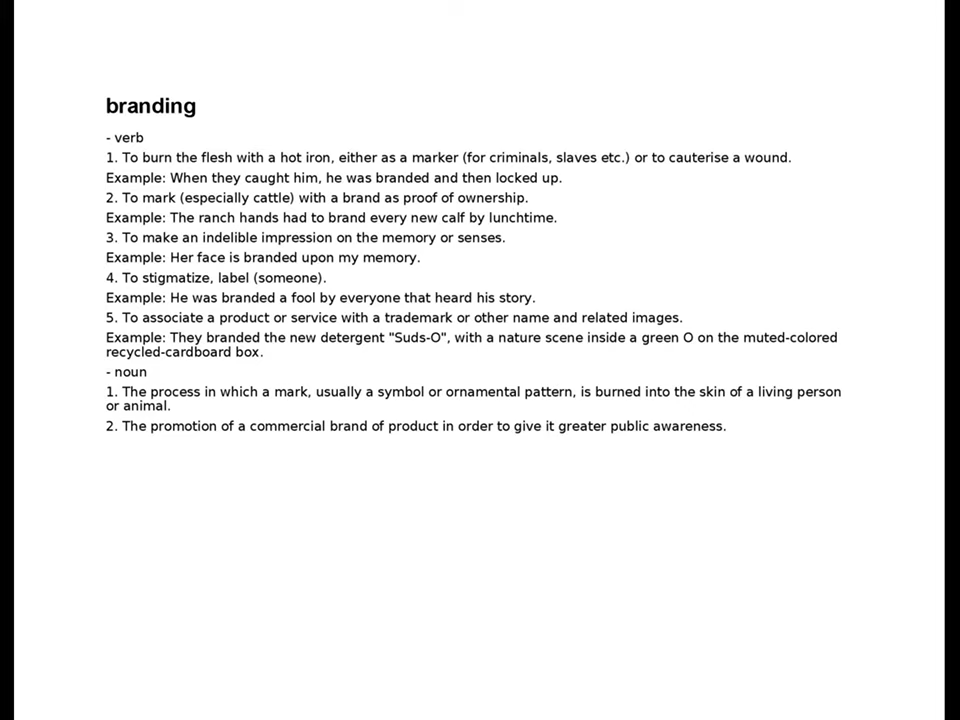 branding
- verb
1. To burn the flesh with a hot iron, either as a marker (for criminals, slaves etc.) or to cauterise a wound.
Example: When they caught him, he was branded and then locked up.
2. To mark (especially cattle) with a brand as proof of ownership.
Example: The ranch hands had to brand every new calf by lunchtime.
3. To make an indelible impression on the memory or senses.
Example: Her face is branded upon my memory.
4. To stigmatize, label (someone).
Example: He was branded a fool by everyone that heard his story.
5. To associate a product or service with a trademark or other name and related images.
Example: They branded the new detergent "Suds-O", with a nature scene inside a green O on the muted-colored
recycled-cardboard box.
- noun
1. The process in which a mark, usually a symbol or ornamental pattern, is burned into the skin of a living person
or animal.
2. The promotion of a commercial brand of product in order to give it greater public awareness.